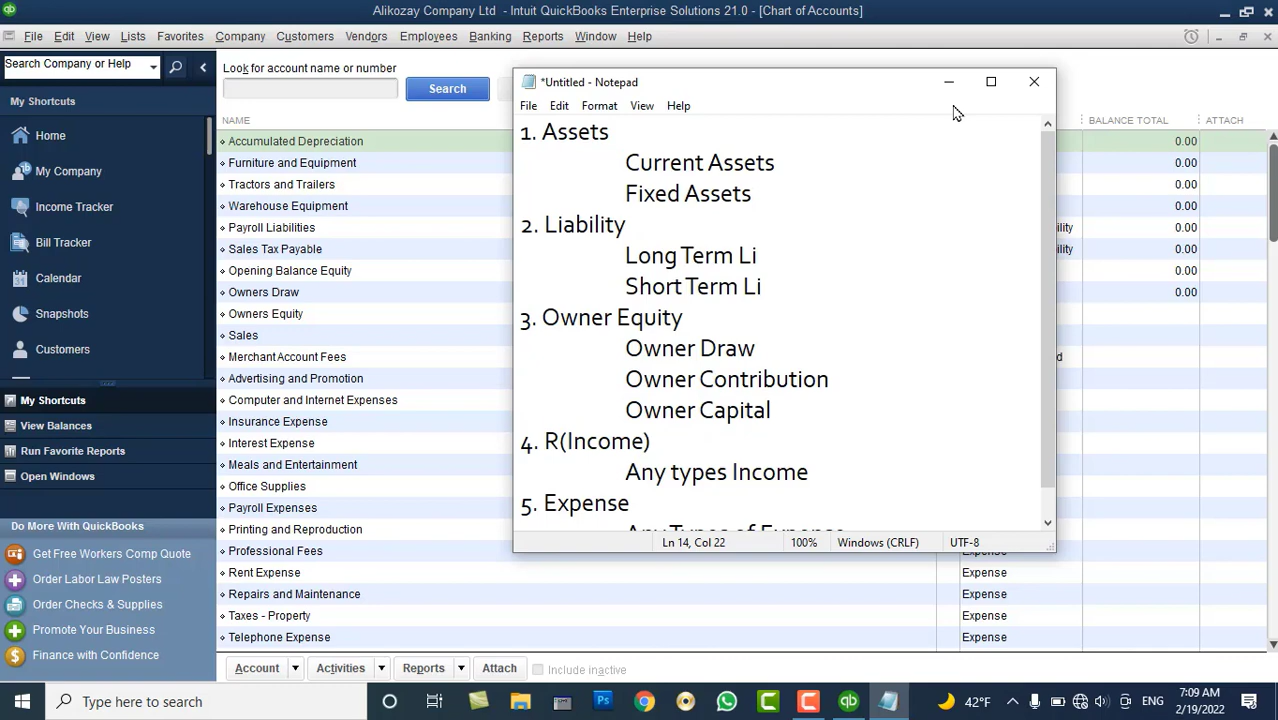 Alikozay Company Ltd - Intuit QuickBooks Enterprise Solutions 21.0 - [Chart of Accounts]
File Edit View Lists Favorites Company Customers Vendors Employees Banking Reports Window Help
Search Company or Help
My Shortcuts
Home
My Company
Income Tracker
Bill Tracker
Calendar
Snapshots
Customers
My Shortcuts
View Balances
Run Favorite Reports
Open Windows
Do More With QuickBooks
Get Free Workers Comp Quote
Order Labor Law Posters
Order Checks & Supplies
Promote Your Business
Finance with Confidence
Look for account name or number
Search
NAME BALANCE TOTAL ATTACH
Accumulated Depreciation 0.00
Furniture and Equipment 0.00
Tractors and Trailers 0.00
Warehouse Equipment 0.00
Payroll Liabilities ility 0.00
Sales Tax Payable ility 0.00
Opening Balance Equity 0.00
Owners Draw 0.00
Owners Equity
Sales
Merchant Account Fees
Advertising and Promotion
Computer and Internet Expenses
Insurance Expense
Interest Expense
Meals and Entertainment
Office Supplies
Payroll Expenses
Printing and Reproduction
Professional Fees Expense
Rent Expense Expense
Repairs and Maintenance Expense
Taxes - Property Expense
Telephone Expense Expense
Account Activities Reports Attach Include inactive
*Untitled - Notepad
File Edit Format View Help
1. Assets
Current Assets
Fixed Assets
2. Liability
Long Term Li
Short Term Li
3. Owner Equity
Owner Draw
Owner Contribution
Owner Capital
4. R(Income)
Any types Income
5. Expense
Any Types of Expense
Ln 14, Col 22 100% Windows (CRLF) UTF-8
Type here to search
42°F ENG
7:09 AM
2/19/2022